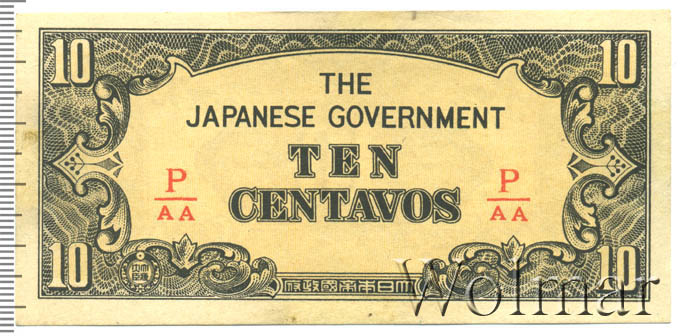 10 10
THE
JAPANESE GOVERNMENT
TEN
CENTAVOS
P P
AA AA
10 10
府政國帝本日大
Wolmar